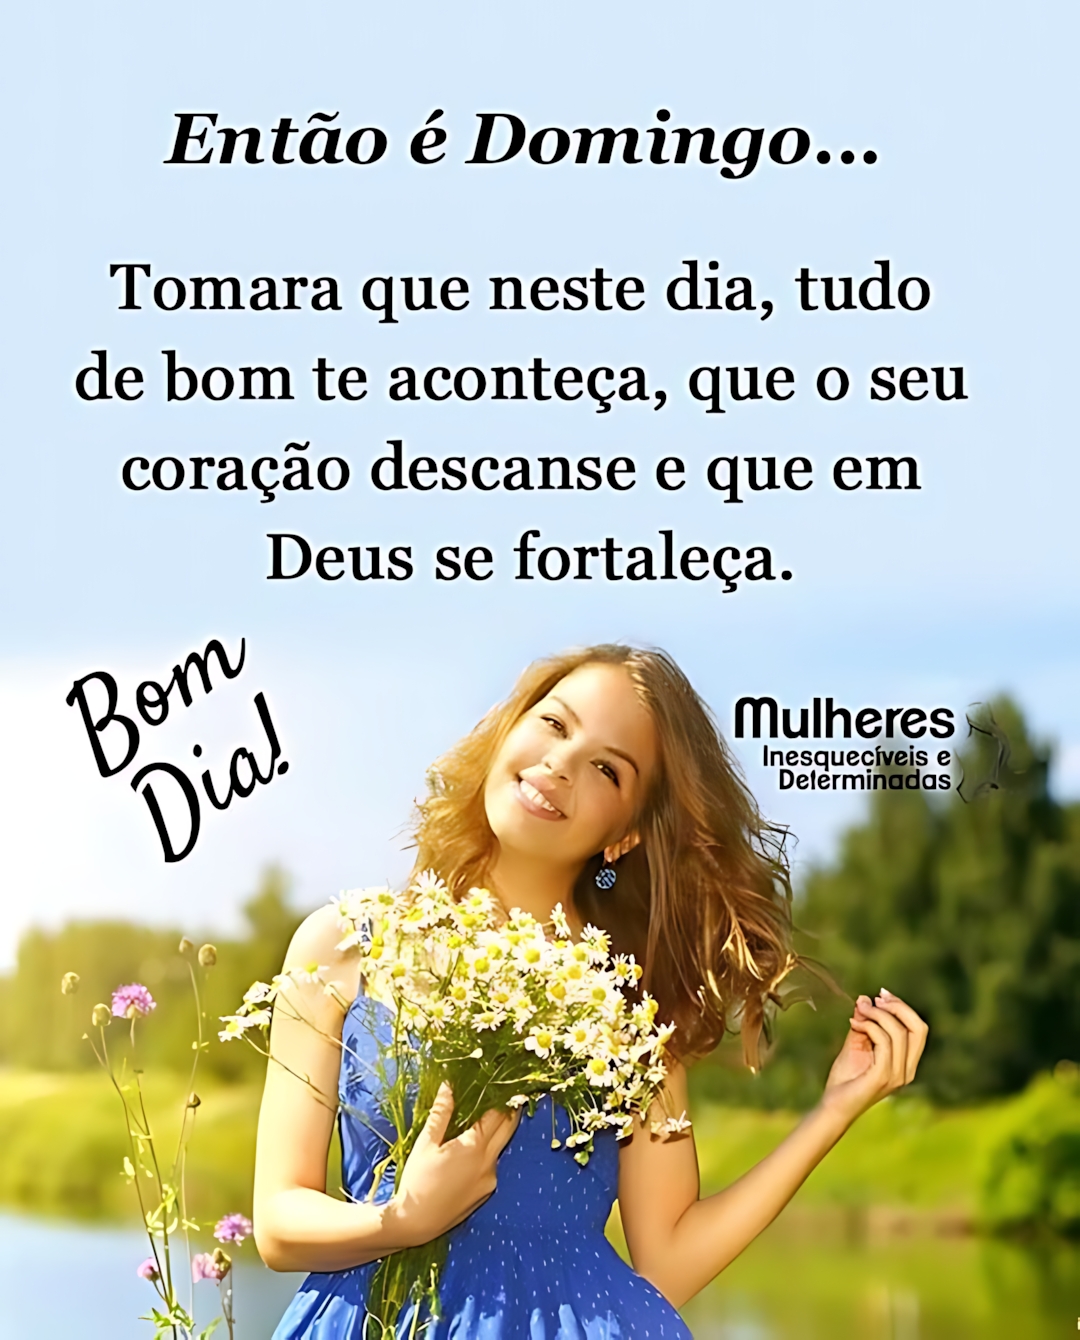 Então é Domingo...
Tomara que neste dia, tudo
de bom te aconteça, que o seu
coração descanse e que em
Deus se fortaleça.
Bom
Dia!
Mulheres
Inesquecíveis e
Determinadas